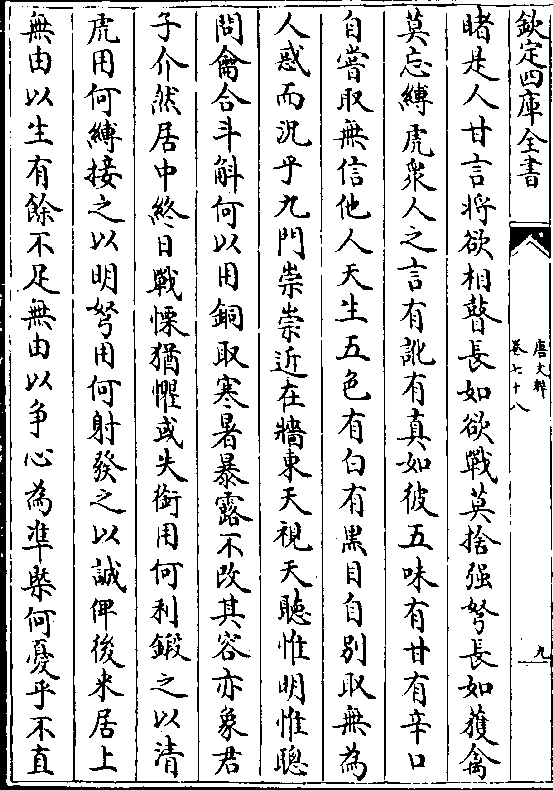 欽定四庫全書
唐文粹
卷七十八
九
睹是人甘言将欲相瞽長如欲戰莫捨强弩長如獲禽
莫忘縛虎衆人之言有訛有真如彼五味有甘有辛口
自嘗取無信他人天生五色有白有黒目自别取無為
人惑而况乎九門崇崇近在牆東天視天聽惟明惟聰
問龠合斗斛何以用銅取寒暑暴露不改其容亦象君
子介然居中終日戰慄猶懼或失銜用何利鍛之以清
虎用何縛接之以明弩用何射發之以誠俾後来居上
無由以生有餘不足無由以争心為凖槩何憂乎不直